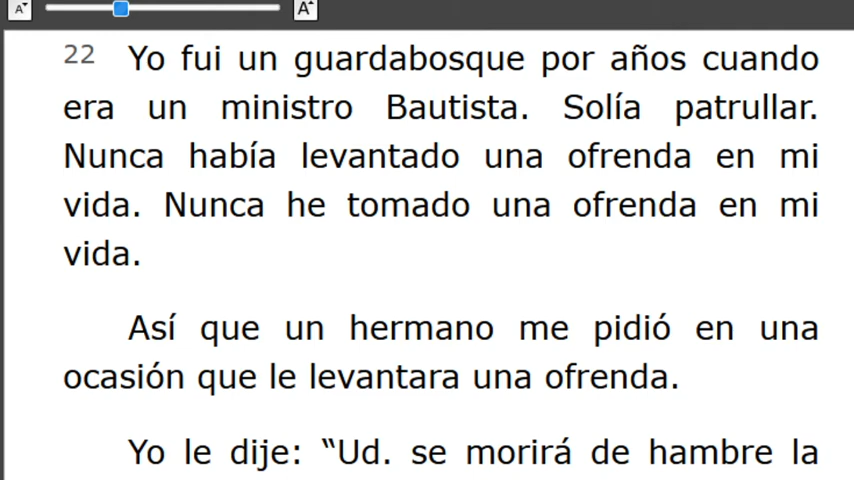 A A
22 Yo fui un guardabosque por años cuando
era un ministro Bautista. Solía patrullar.
Nunca había levantado una ofrenda en mi
vida. Nunca he tomado una ofrenda en mi
vida.
Así que un hermano me pidió en una
ocasión que le levantara una ofrenda.
Yo le dije: “Ud. se morirá de hambre la